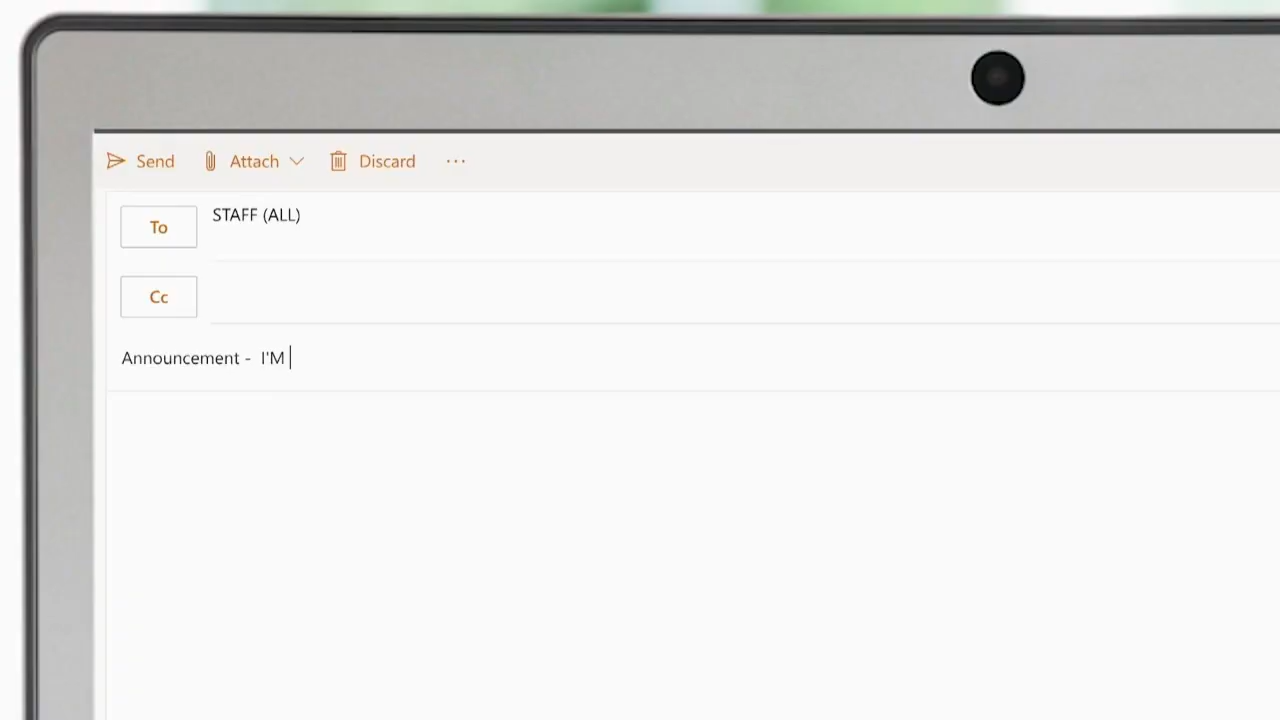 Send Attach Discard ...
To STAFF (ALL)
Cc
Announcement - I'M